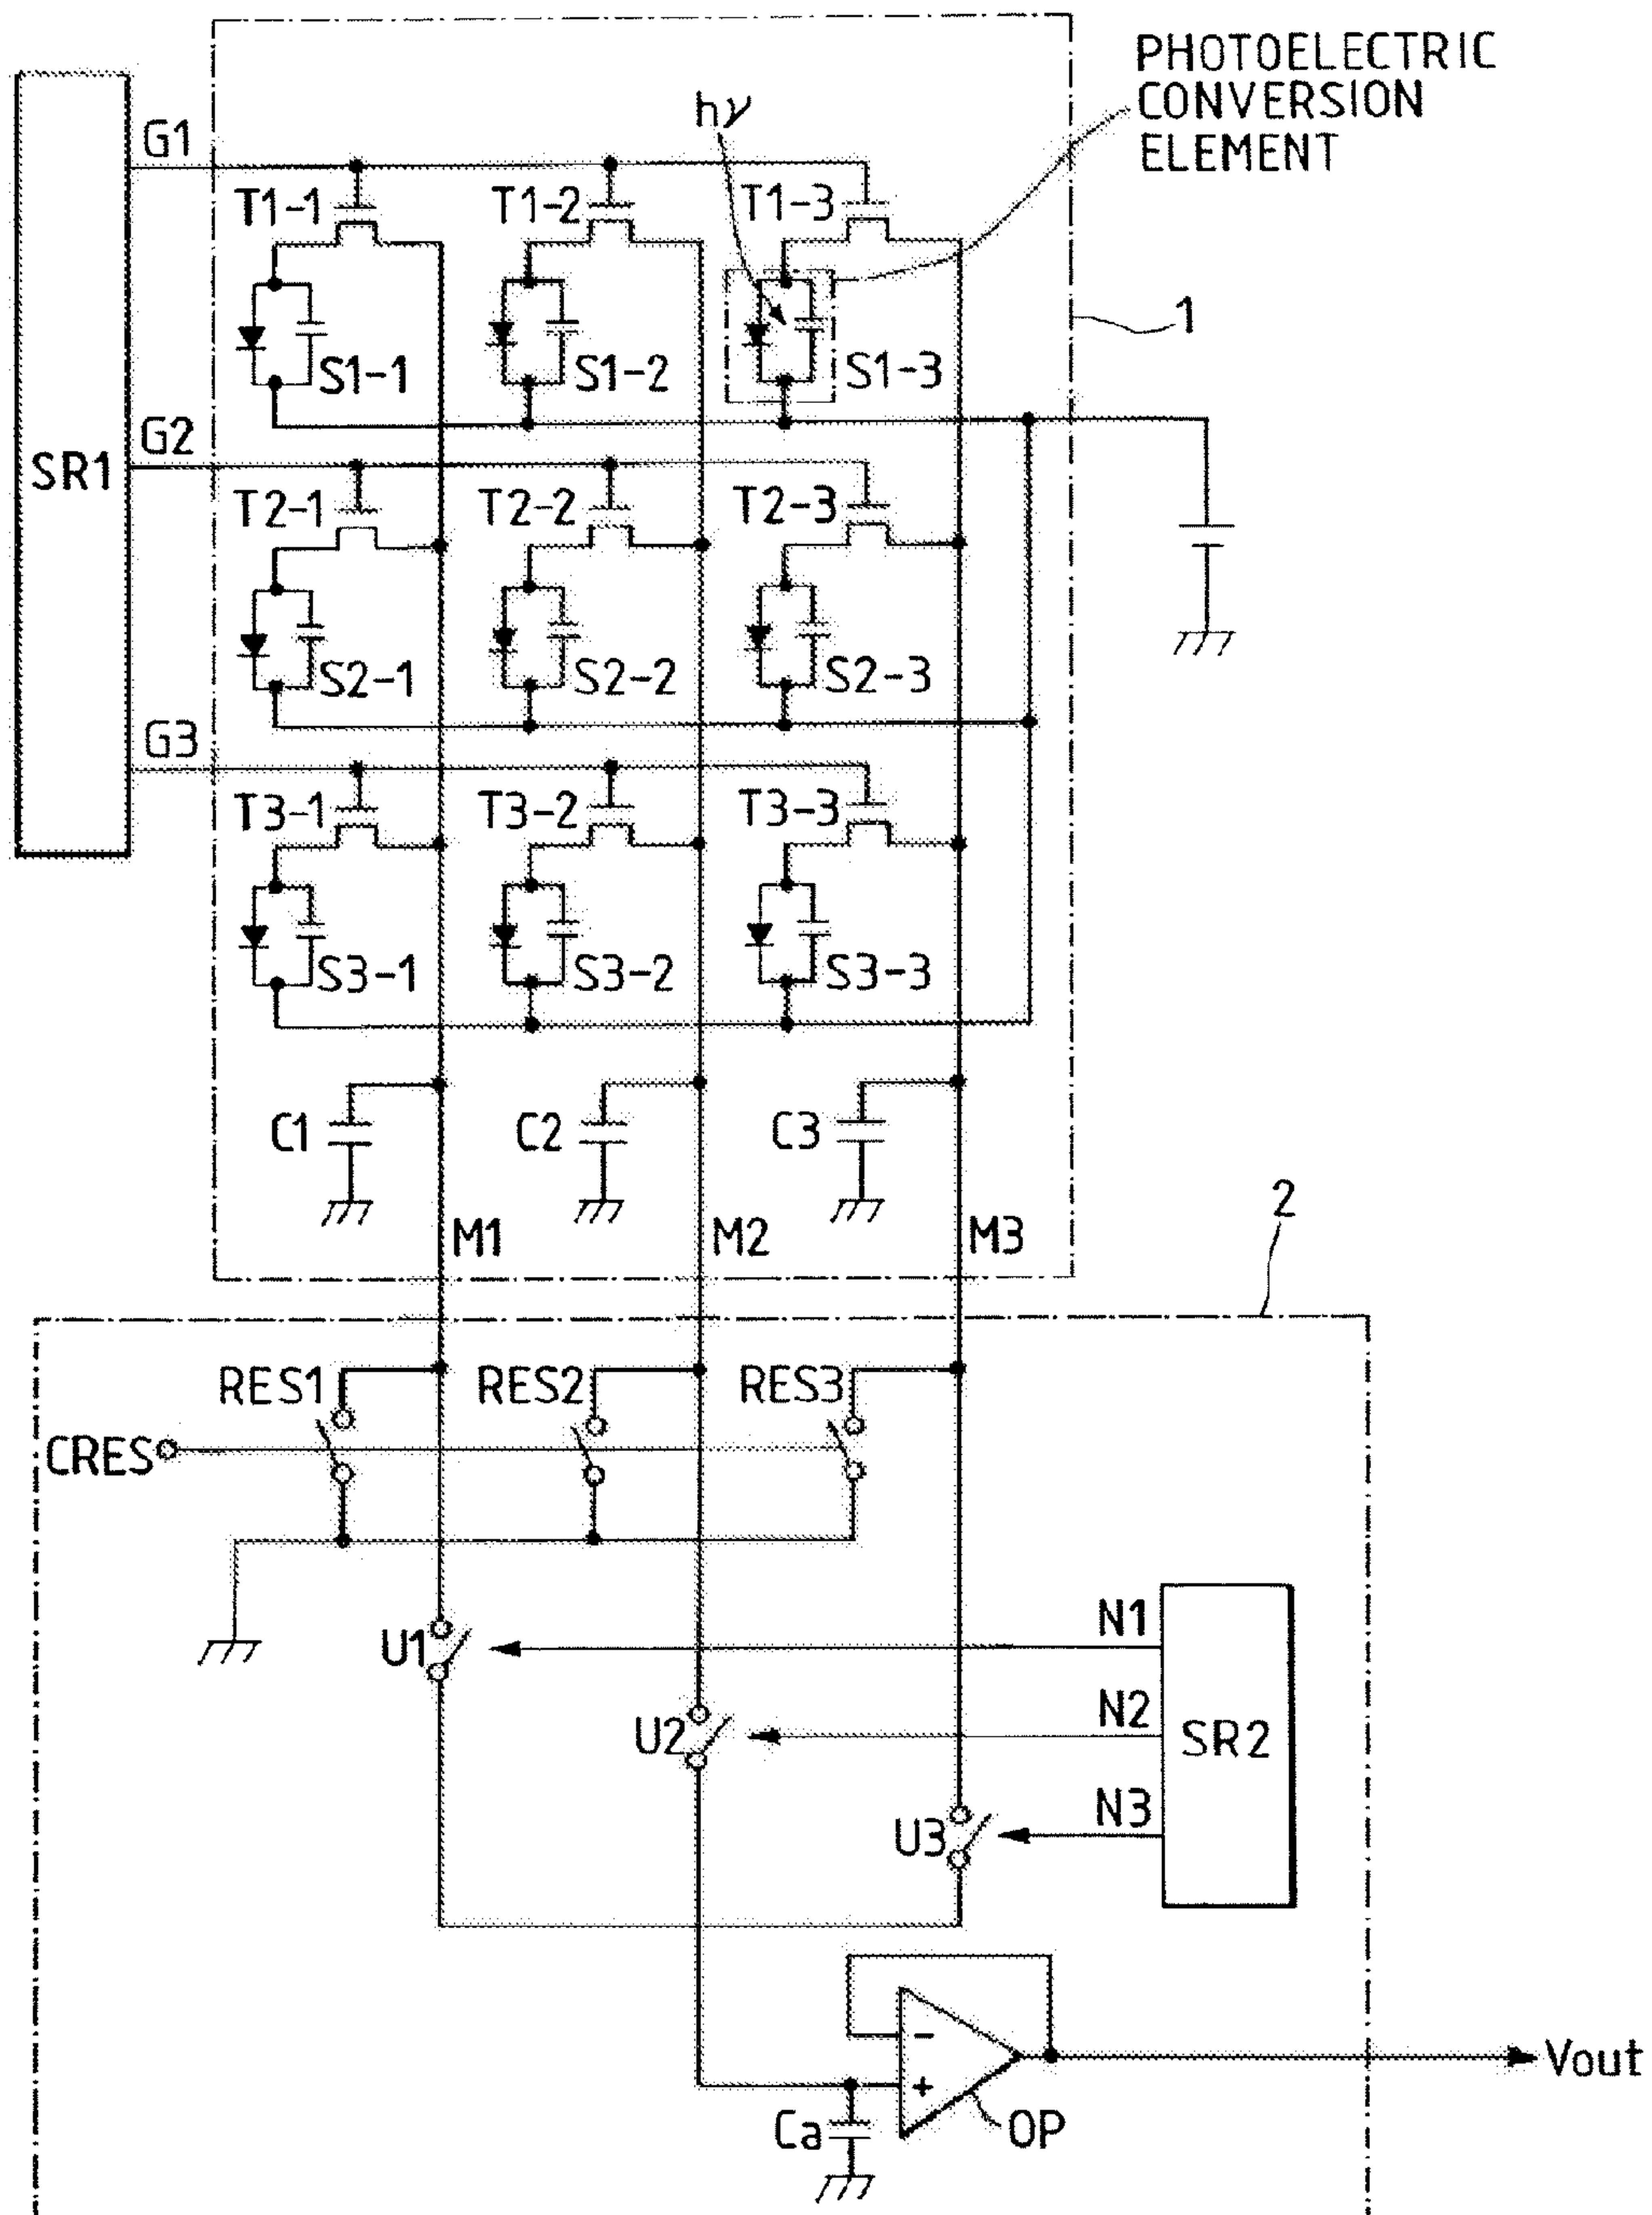 PHOTOELECTRIC
CONVERSION
ELEMENT
hγ
G1
T1-1
T1-2
T1-3
1
S1-1
S1-2
S1-3
G2
SR1
T2-1
T2-2
T2-3
S2-1
S2-2
S2-3
G3
T3-1
T3-2
T3-3
S3-1
S3-2
S3-3
C1
C2
C3
M1
M2
M3
2
RES1
RES2
RES3
CRES
N1
U1
N2
U2
SR2
N3
U3
-
+
Vout
Ca
OP